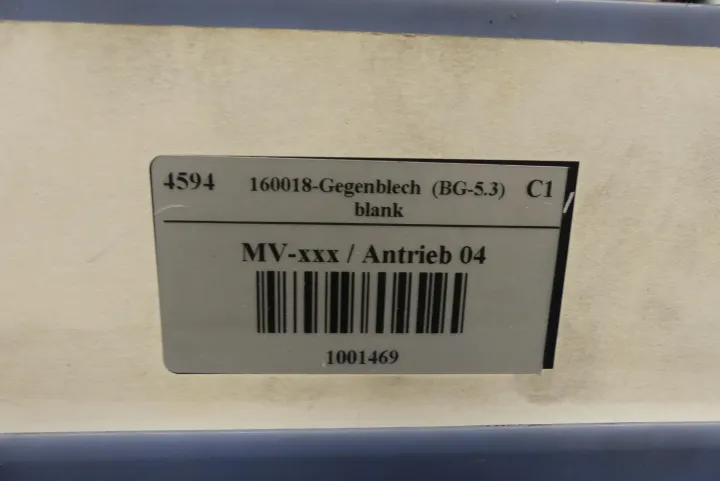 4594 160018-Gegenblech (BG-5.3) C1
blank
MV-xxx / Antrieb 04
1001469